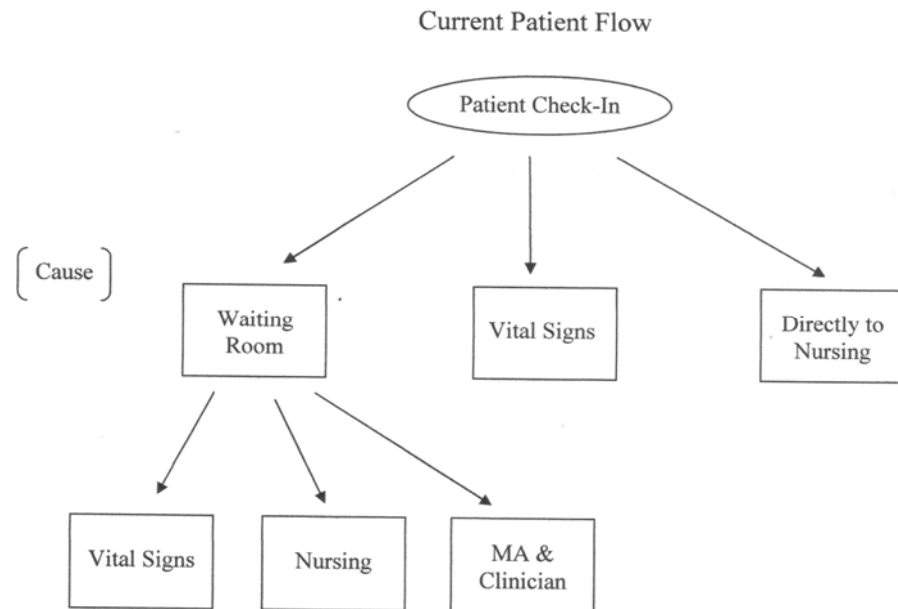 Current Patient Flow
Patient Check-In
Cause
Waiting
Room
Vital Signs
Directly to
Nursing
Vital Signs
Nursing
MA &
Clinician